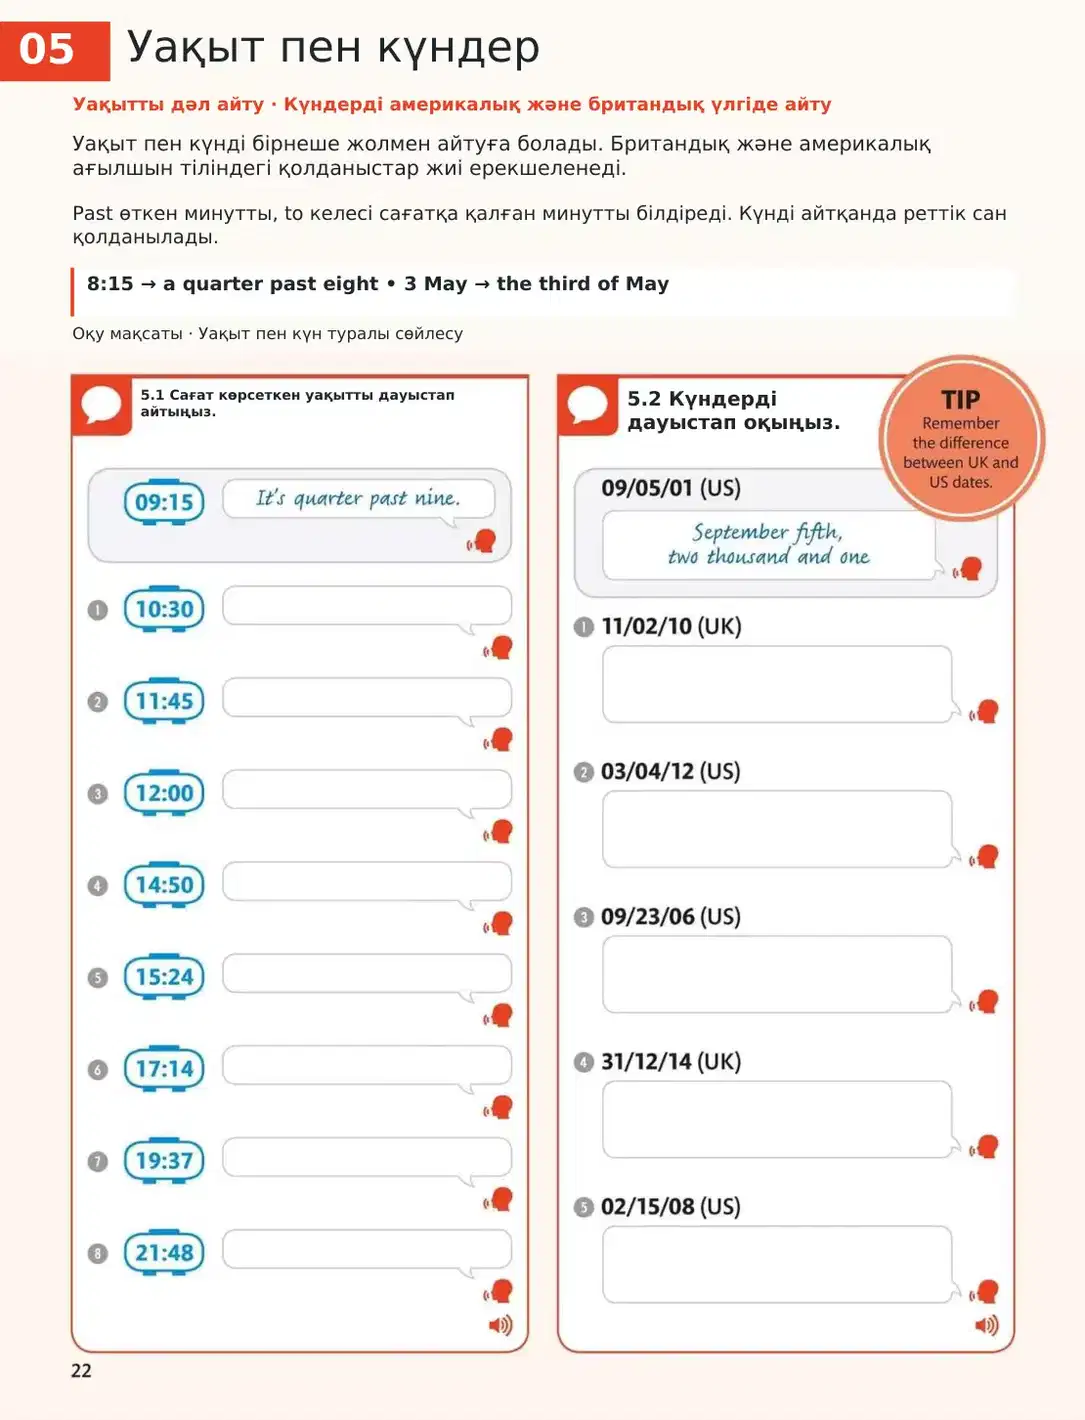 05 Уақыт пен күндер
Уақытты дәл айту · Күндерді америкалық және британдық үлгіде айту
Уақыт пен күнді бірнеше жолмен айтуға болады. Британдық және америкалық
ағылшын тіліндегі қолданыстар жиі ерекшеленеді.
Past өткен минутты, to келесі сағатқа қалған минутты білдіреді. Күнді айтқанда реттік сан
қолданылады.
8:15 → a quarter past eight • 3 May → the third of May
Оқу мақсаты · Уақыт пен күн туралы сөйлесу
5.1 Сағат көрсеткен уақытты дауыстап
айтыңыз.
09:15 It's quarter past nine.
1 10:30
2 11:45
3 12:00
4 14:50
5 15:24
6 17:14
7 19:37
8 21:48
5.2 Күндерді
дауыстап оқыңыз.
TIP
Remember
the difference
between UK and
US dates.
09/05/01 (US)
September fifth,
two thousand and one
1 11/02/10 (UK)
2 03/04/12 (US)
3 09/23/06 (US)
4 31/12/14 (UK)
5 02/15/08 (US)
22